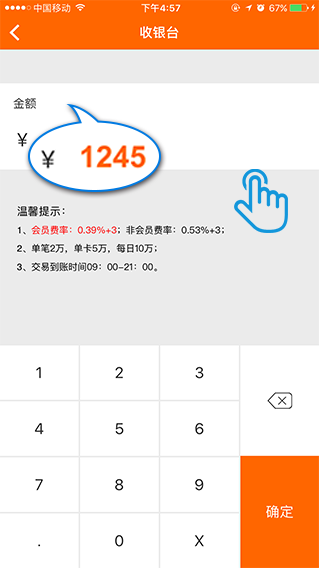 中国移动 下午4:57 67%
收银台
金额
¥
¥ 1245
温馨提示：
1、会员费率：0.39%+3；非会员费率：0.53%+3；
2、单笔2万，单卡5万，每日10万；
3、交易到账时间09：00-21：00。
1 2 3
4 5 6
7 8 9
确定
. 0 X